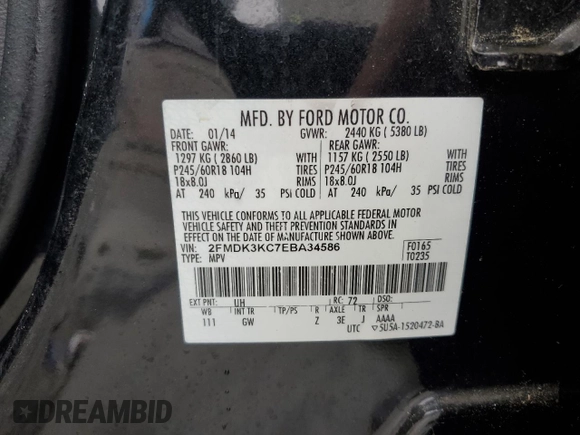 MFD. BY FORD MOTOR CO.
DATE: 01/14 GVWR: 2440 KG ( 5380 LB)
FRONT GAWR: REAR GAWR:
1297 KG ( 2860 LB) WITH 1157 KG ( 2550 LB) WITH
P245/60R18 104H TIRES P245/60R18 104H TIRES
18x8.0J RIMS 18x8.0J RIMS
AT 240 kPa/ 35 PSI COLD AT 240 kPa/ 35 PSI COLD
THIS VEHICLE CONFORMS TO ALL APPLICABLE FEDERAL MOTOR
VEHICLE SAFETY AND THEFT PREVENTION STANDARDS IN
EFFECT ON THE DATE OF MANUFACTURE SHOWN ABOVE.
VIN: 2FMDK3KC7EBA34586 F0165
TYPE: MPV T0235
EXT PNT: UH RC: 72 DSO:
WB INT TR TP/PS R AXLE TR SPR
111 GW Z 3E J AAAA
UTC ▽5U5A-1520472-BA
DREAMBID